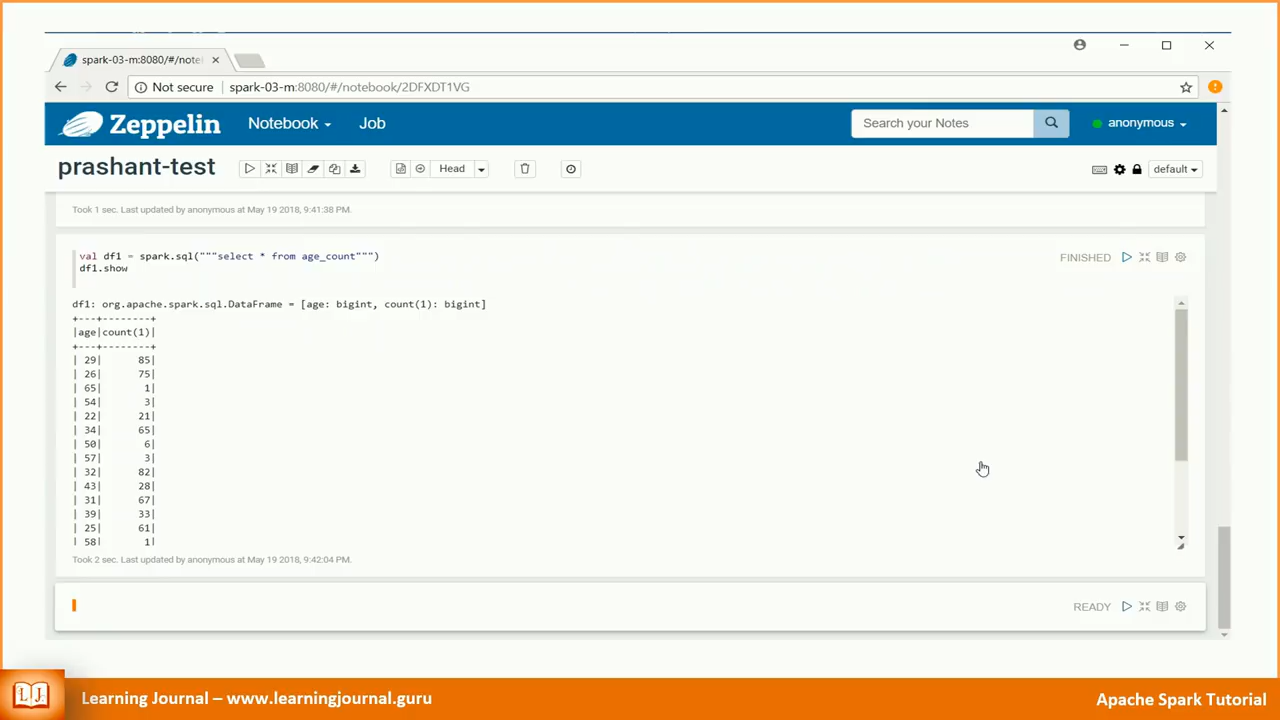 spark-03-m:8080/#/note
Not secure spark-03-m:8080/#/notebook/2DFXDT1VG
Zeppelin Notebook Job Search your Notes anonymous
prashant-test Head default
Took 1 sec. Last updated by anonymous at May 19 2018, 9:41:38 PM.
val df1 = spark.sql("""select * from age_count""") FINISHED
df1.show
df1: org.apache.spark.sql.DataFrame = [age: bigint, count(1): bigint]
+---+--------+
|age|count(1)|
+---+--------+
| 29| 85|
| 26| 75|
| 65| 1|
| 54| 3|
| 22| 21|
| 34| 65|
| 50| 6|
| 57| 3|
| 32| 82|
| 43| 28|
| 31| 67|
| 39| 33|
| 25| 61|
| 58| 1|
Took 2 sec. Last updated by anonymous at May 19 2018, 9:42:04 PM.
READY
LJ Learning Journal – www.learningjournal.guru Apache Spark Tutorial